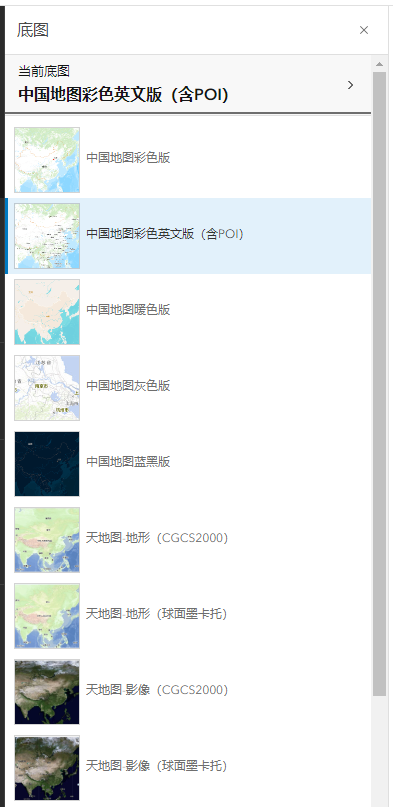 底图
当前底图
中国地图彩色英文版（含POI）
中国地图彩色版
中国地图彩色英文版（含POI）
中国地图暖色版
中国地图灰色版
南京市
中国地图蓝黑版
天地图-地形（CGCS2000）
天地图-地形（球面墨卡托）
天地图-影像（CGCS2000）
天地图-影像（球面墨卡托）